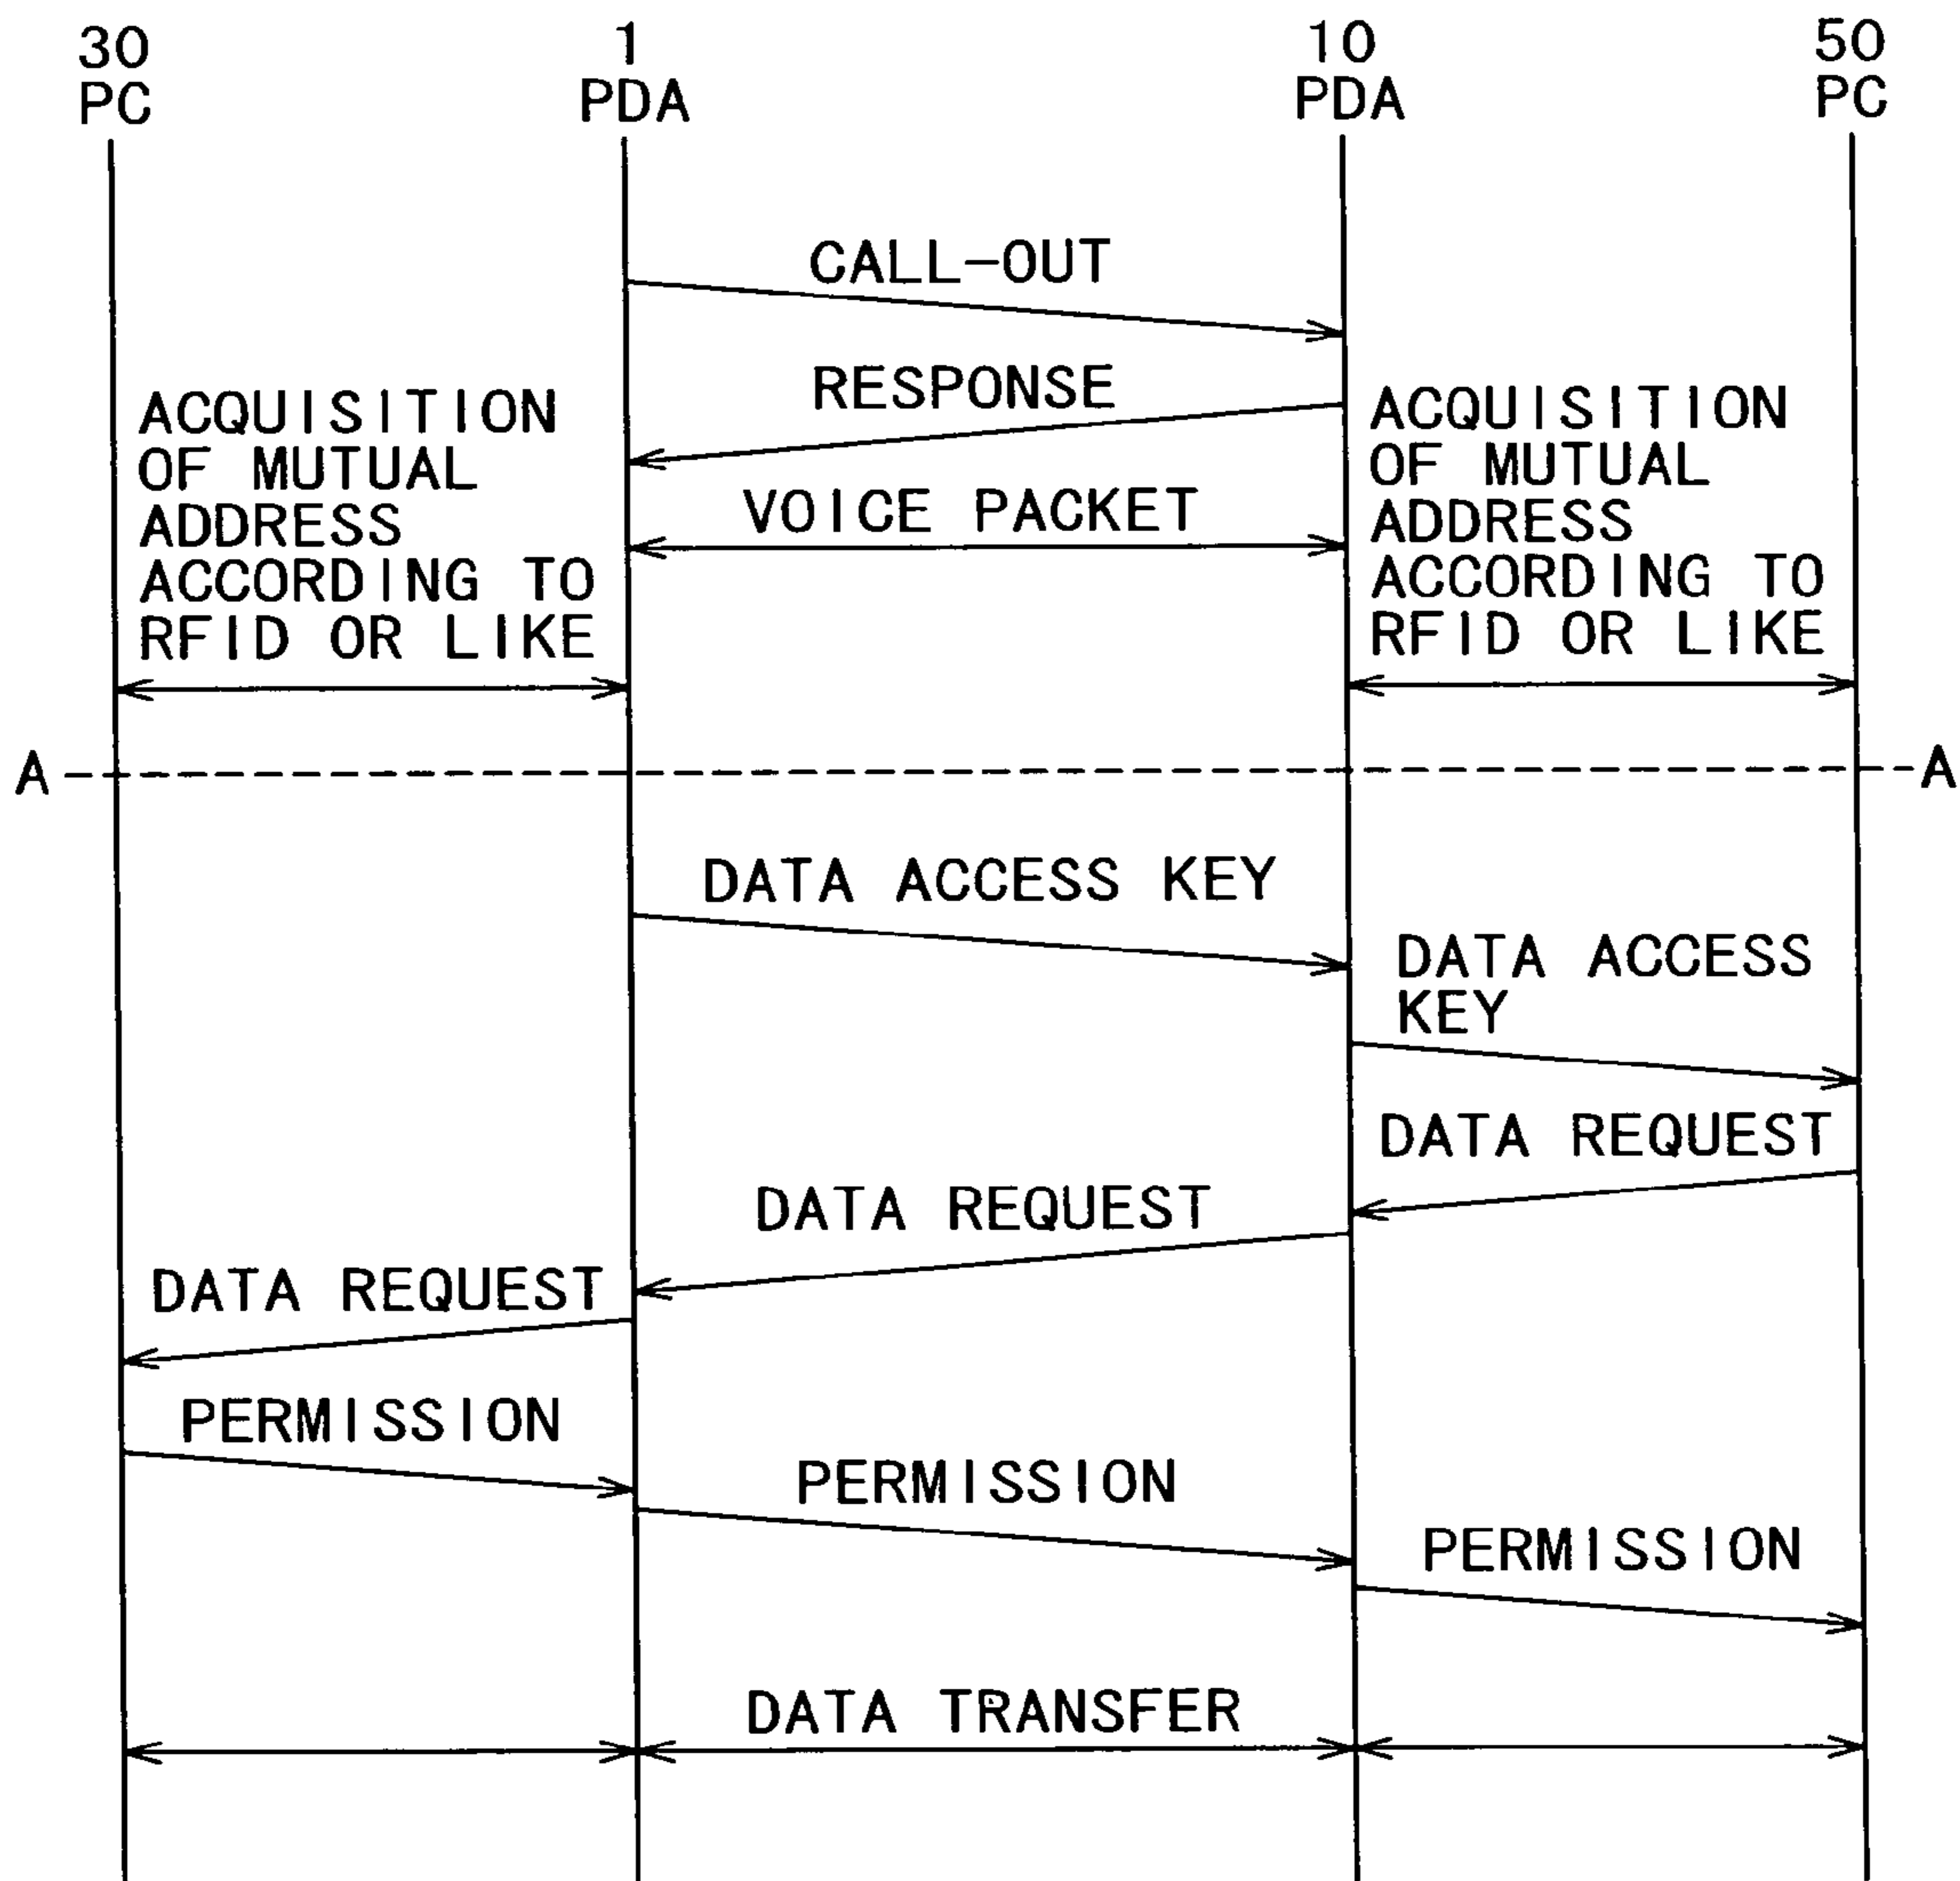 30
PC
1
PDA
10
PDA
50
PC
CALL-OUT
RESPONSE
VOICE PACKET
ACQUISITION
OF MUTUAL
ADDRESS
ACCORDING TO
RFID OR LIKE
ACQUISITION
OF MUTUAL
ADDRESS
ACCORDING TO
RFID OR LIKE
A
A
DATA ACCESS KEY
DATA ACCESS
KEY
DATA REQUEST
DATA REQUEST
DATA REQUEST
PERMISSION
PERMISSION
PERMISSION
DATA TRANSFER